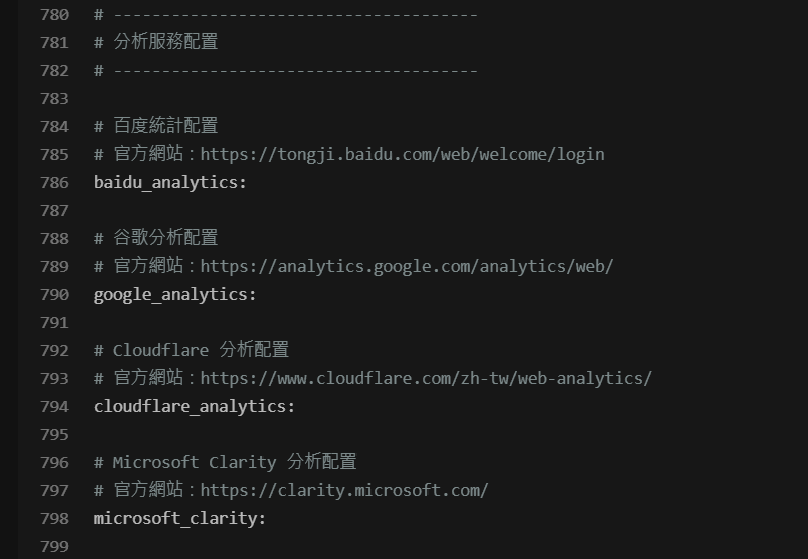 780 # --------------------------------------
781 # 分析服務配置
782 # --------------------------------------
783
784 # 百度統計配置
785 # 官方網站：https://tongji.baidu.com/web/welcome/login
786 baidu_analytics:
787
788 # 谷歌分析配置
789 # 官方網站：https://analytics.google.com/analytics/web/
790 google_analytics:
791
792 # Cloudflare 分析配置
793 # 官方網站：https://www.cloudflare.com/zh-tw/web-analytics/
794 cloudflare_analytics:
795
796 # Microsoft Clarity 分析配置
797 # 官方網站：https://clarity.microsoft.com/
798 microsoft_clarity:
799